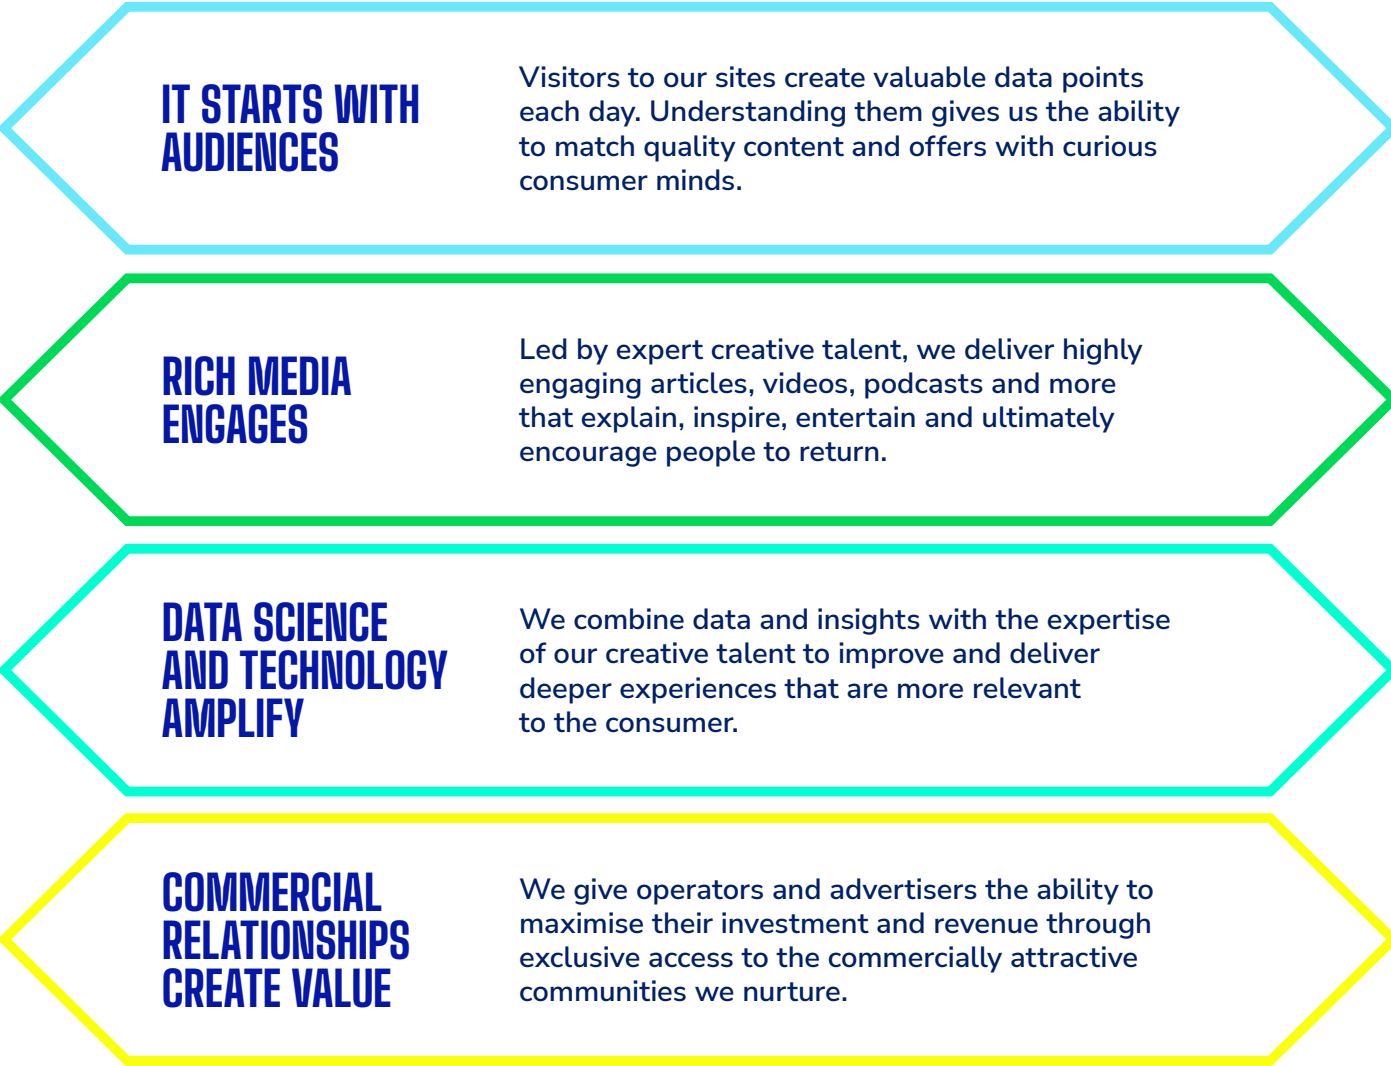 IT STARTS WITH
AUDIENCES
Visitors to our sites create valuable data points
each day. Understanding them gives us the ability
to match quality content and offers with curious
consumer minds.
RICH MEDIA
ENGAGES
Led by expert creative talent, we deliver highly
engaging articles, videos, podcasts and more
that explain, inspire, entertain and ultimately
encourage people to return.
DATA SCIENCE
AND TECHNOLOGY
AMPLIFY
We combine data and insights with the expertise
of our creative talent to improve and deliver
deeper experiences that are more relevant
to the consumer.
COMMERCIAL
RELATIONSHIPS
CREATE VALUE
We give operators and advertisers the ability to
maximise their investment and revenue through
exclusive access to the commercially attractive
communities we nurture.